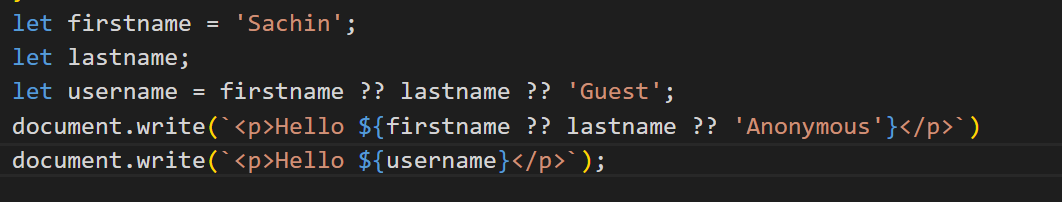 let firstname = 'Sachin';
let lastname;
let username = firstname ?? lastname ?? 'Guest';
document.write(`<p>Hello ${firstname ?? lastname ?? 'Anonymous'}</p>`)
document.write(`<p>Hello ${username}</p>`);